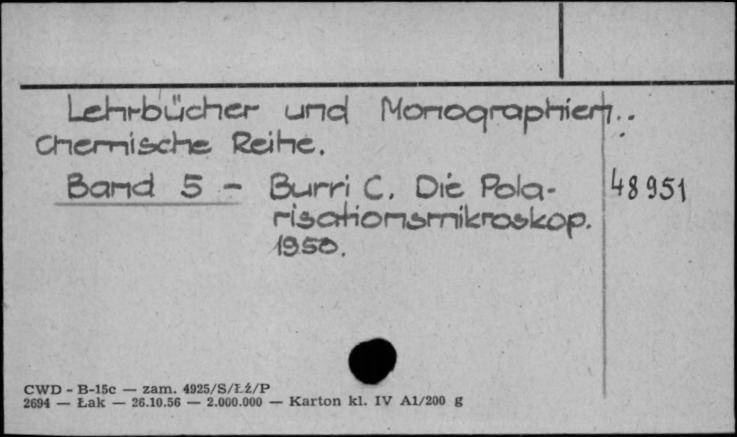 Lehrbücher und Monographien..
Chemische Reihe.
Band 5 - Burri C. Die Pola-
risationsmikroskop.
1950.
48951
CWD - B-15c — zam. 4925/S/Łź/P
2694 — Łak — 26.10.56 — 2.000.000 — Karton kl. IV A1/200 g